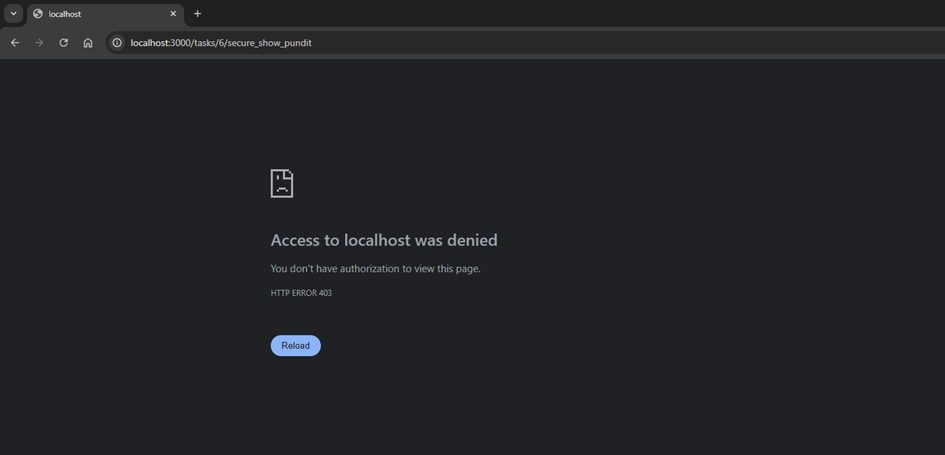 localhost
localhost:3000/tasks/6/secure_show_pundit
Access to localhost was denied
You don't have authorization to view this page.
HTTP ERROR 403
Reload